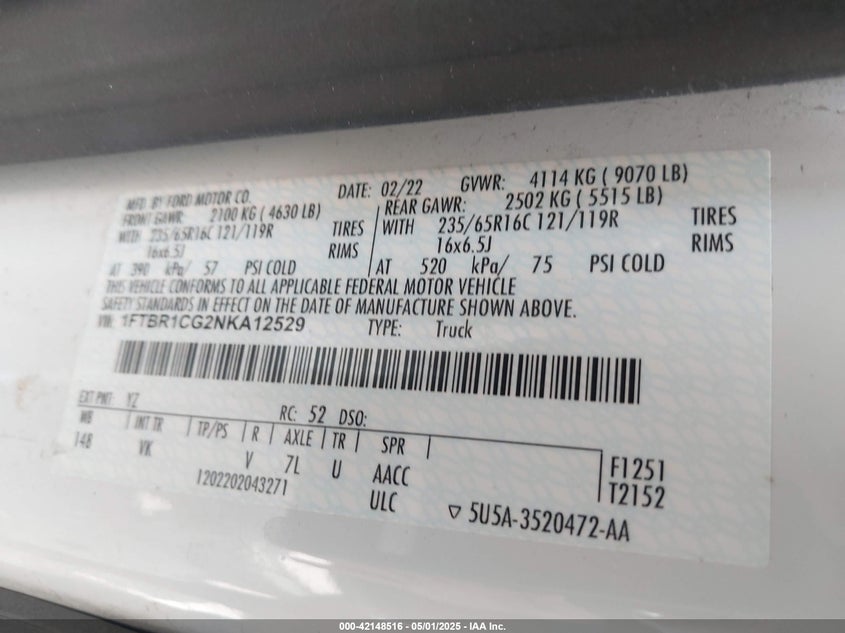 MFD. BY FORD MOTOR CO. DATE: 02/22 GVWR: 4114 KG ( 9070 LB)
FRONT GAWR: 2100 KG ( 4630 LB) REAR GAWR: 2502 KG ( 5515 LB)
WITH 235/65R16C 121/119R TIRES WITH 235/65R16C 121/119R TIRES
16x6.5J RIMS 16x6.5J RIMS
AT 390 kPa/ 57 PSI COLD AT 520 kPa/ 75 PSI COLD
THIS VEHICLE CONFORMS TO ALL APPLICABLE FEDERAL MOTOR VEHICLE
SAFETY STANDARDS IN EFFECT ON THE DATE OF MANUFACTURE SHOWN ABOVE.
VIN: 1FTBR1CG2NKA12529 TYPE: Truck
EXT PNT: YZ RC: 52 DSO:
WB INT TR TP/PS R AXLE TR SPR
148 VK V 7L U AACC F1251
1202202043271 ULC T2152
5U5A-3520472-AA
000-42148516 - 05/01/2025 - IAA Inc.